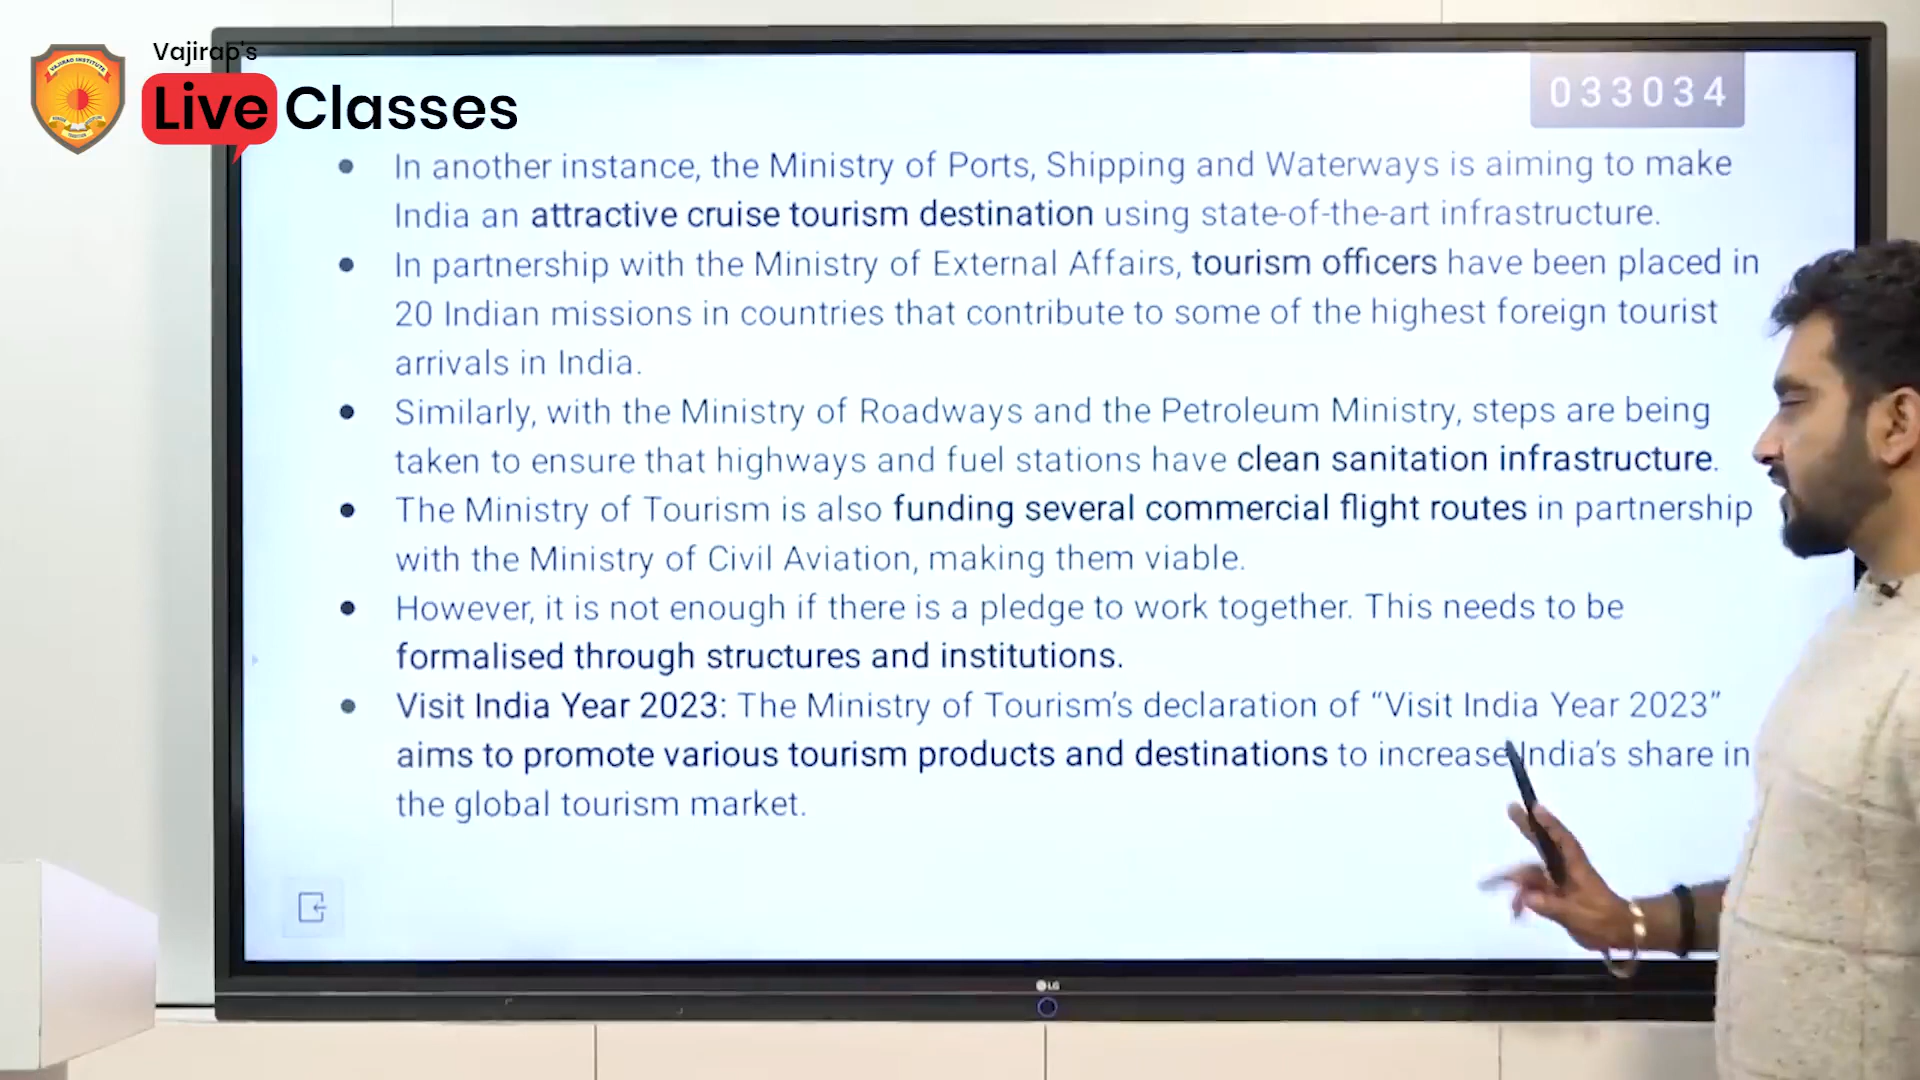 Vajirao's
Live Classes
VAJIRAO INSTITUTE
033034
In another instance, the Ministry of Ports, Shipping and Waterways is aiming to make
India an attractive cruise tourism destination using state-of-the-art infrastructure.
In partnership with the Ministry of External Affairs, tourism officers have been placed in
20 Indian missions in countries that contribute to some of the highest foreign tourist
arrivals in India.
Similarly, with the Ministry of Roadways and the Petroleum Ministry, steps are being
taken to ensure that highways and fuel stations have clean sanitation infrastructure.
The Ministry of Tourism is also funding several commercial flight routes in partnership
with the Ministry of Civil Aviation, making them viable.
However, it is not enough if there is a pledge to work together. This needs to be
formalised through structures and institutions.
Visit India Year 2023: The Ministry of Tourism’s declaration of “Visit India Year 2023”
aims to promote various tourism products and destinations to increase India’s share in
the global tourism market.
LG